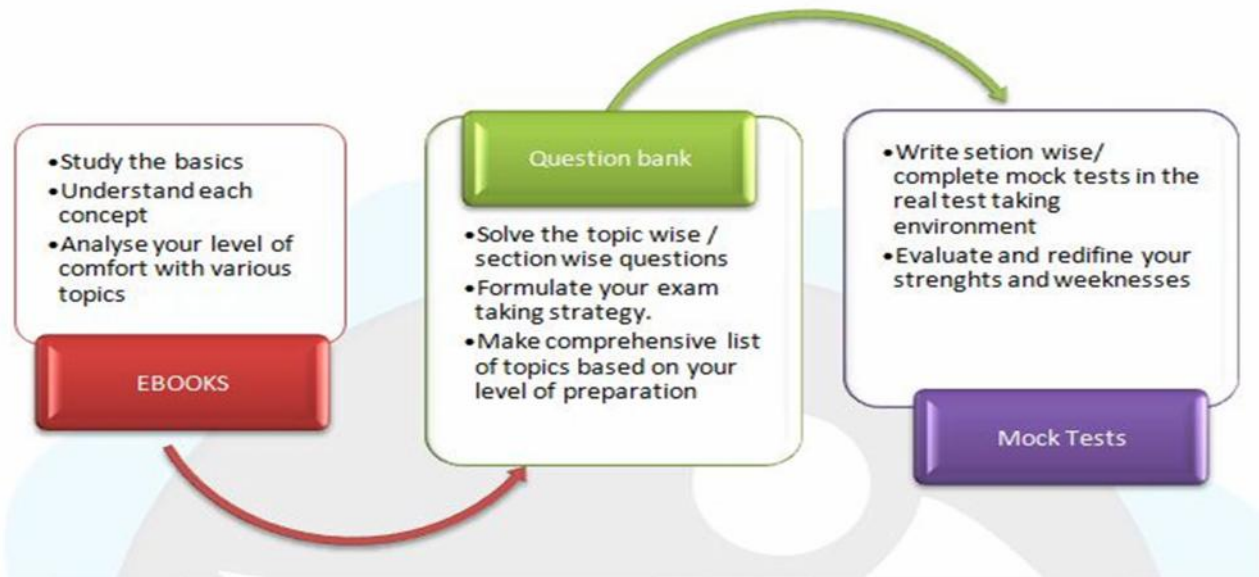 •Study the basics
•Understand each
concept
•Analyse your level of
comfort with various
topics
EBOOKS
Question bank
•Solve the topic wise /
section wise questions
•Formulate your exam
taking strategy.
•Make comprehensive list
of topics based on your
level of preparation
•Write setion wise/
complete mock tests in the
real test taking
environment
•Evaluate and redifine your
strenghts and weeknesses
Mock Tests